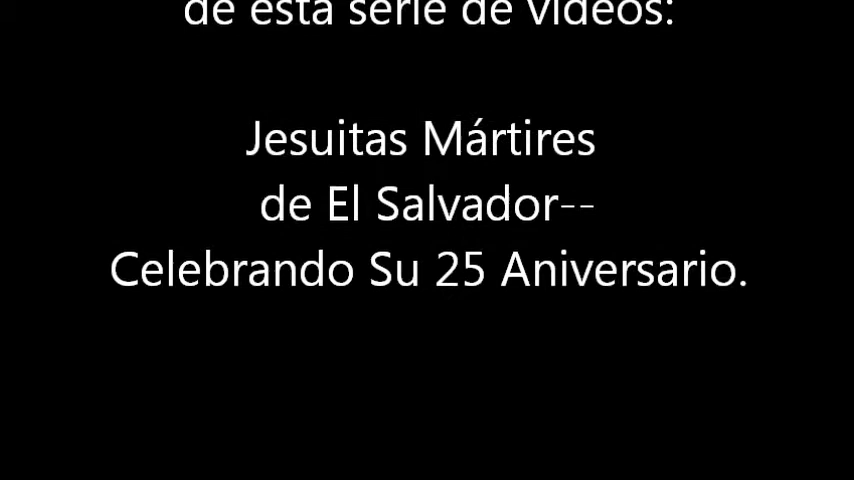 de esta serie de videos:
Jesuitas Mártires
de El Salvador--
Celebrando Su 25 Aniversario.